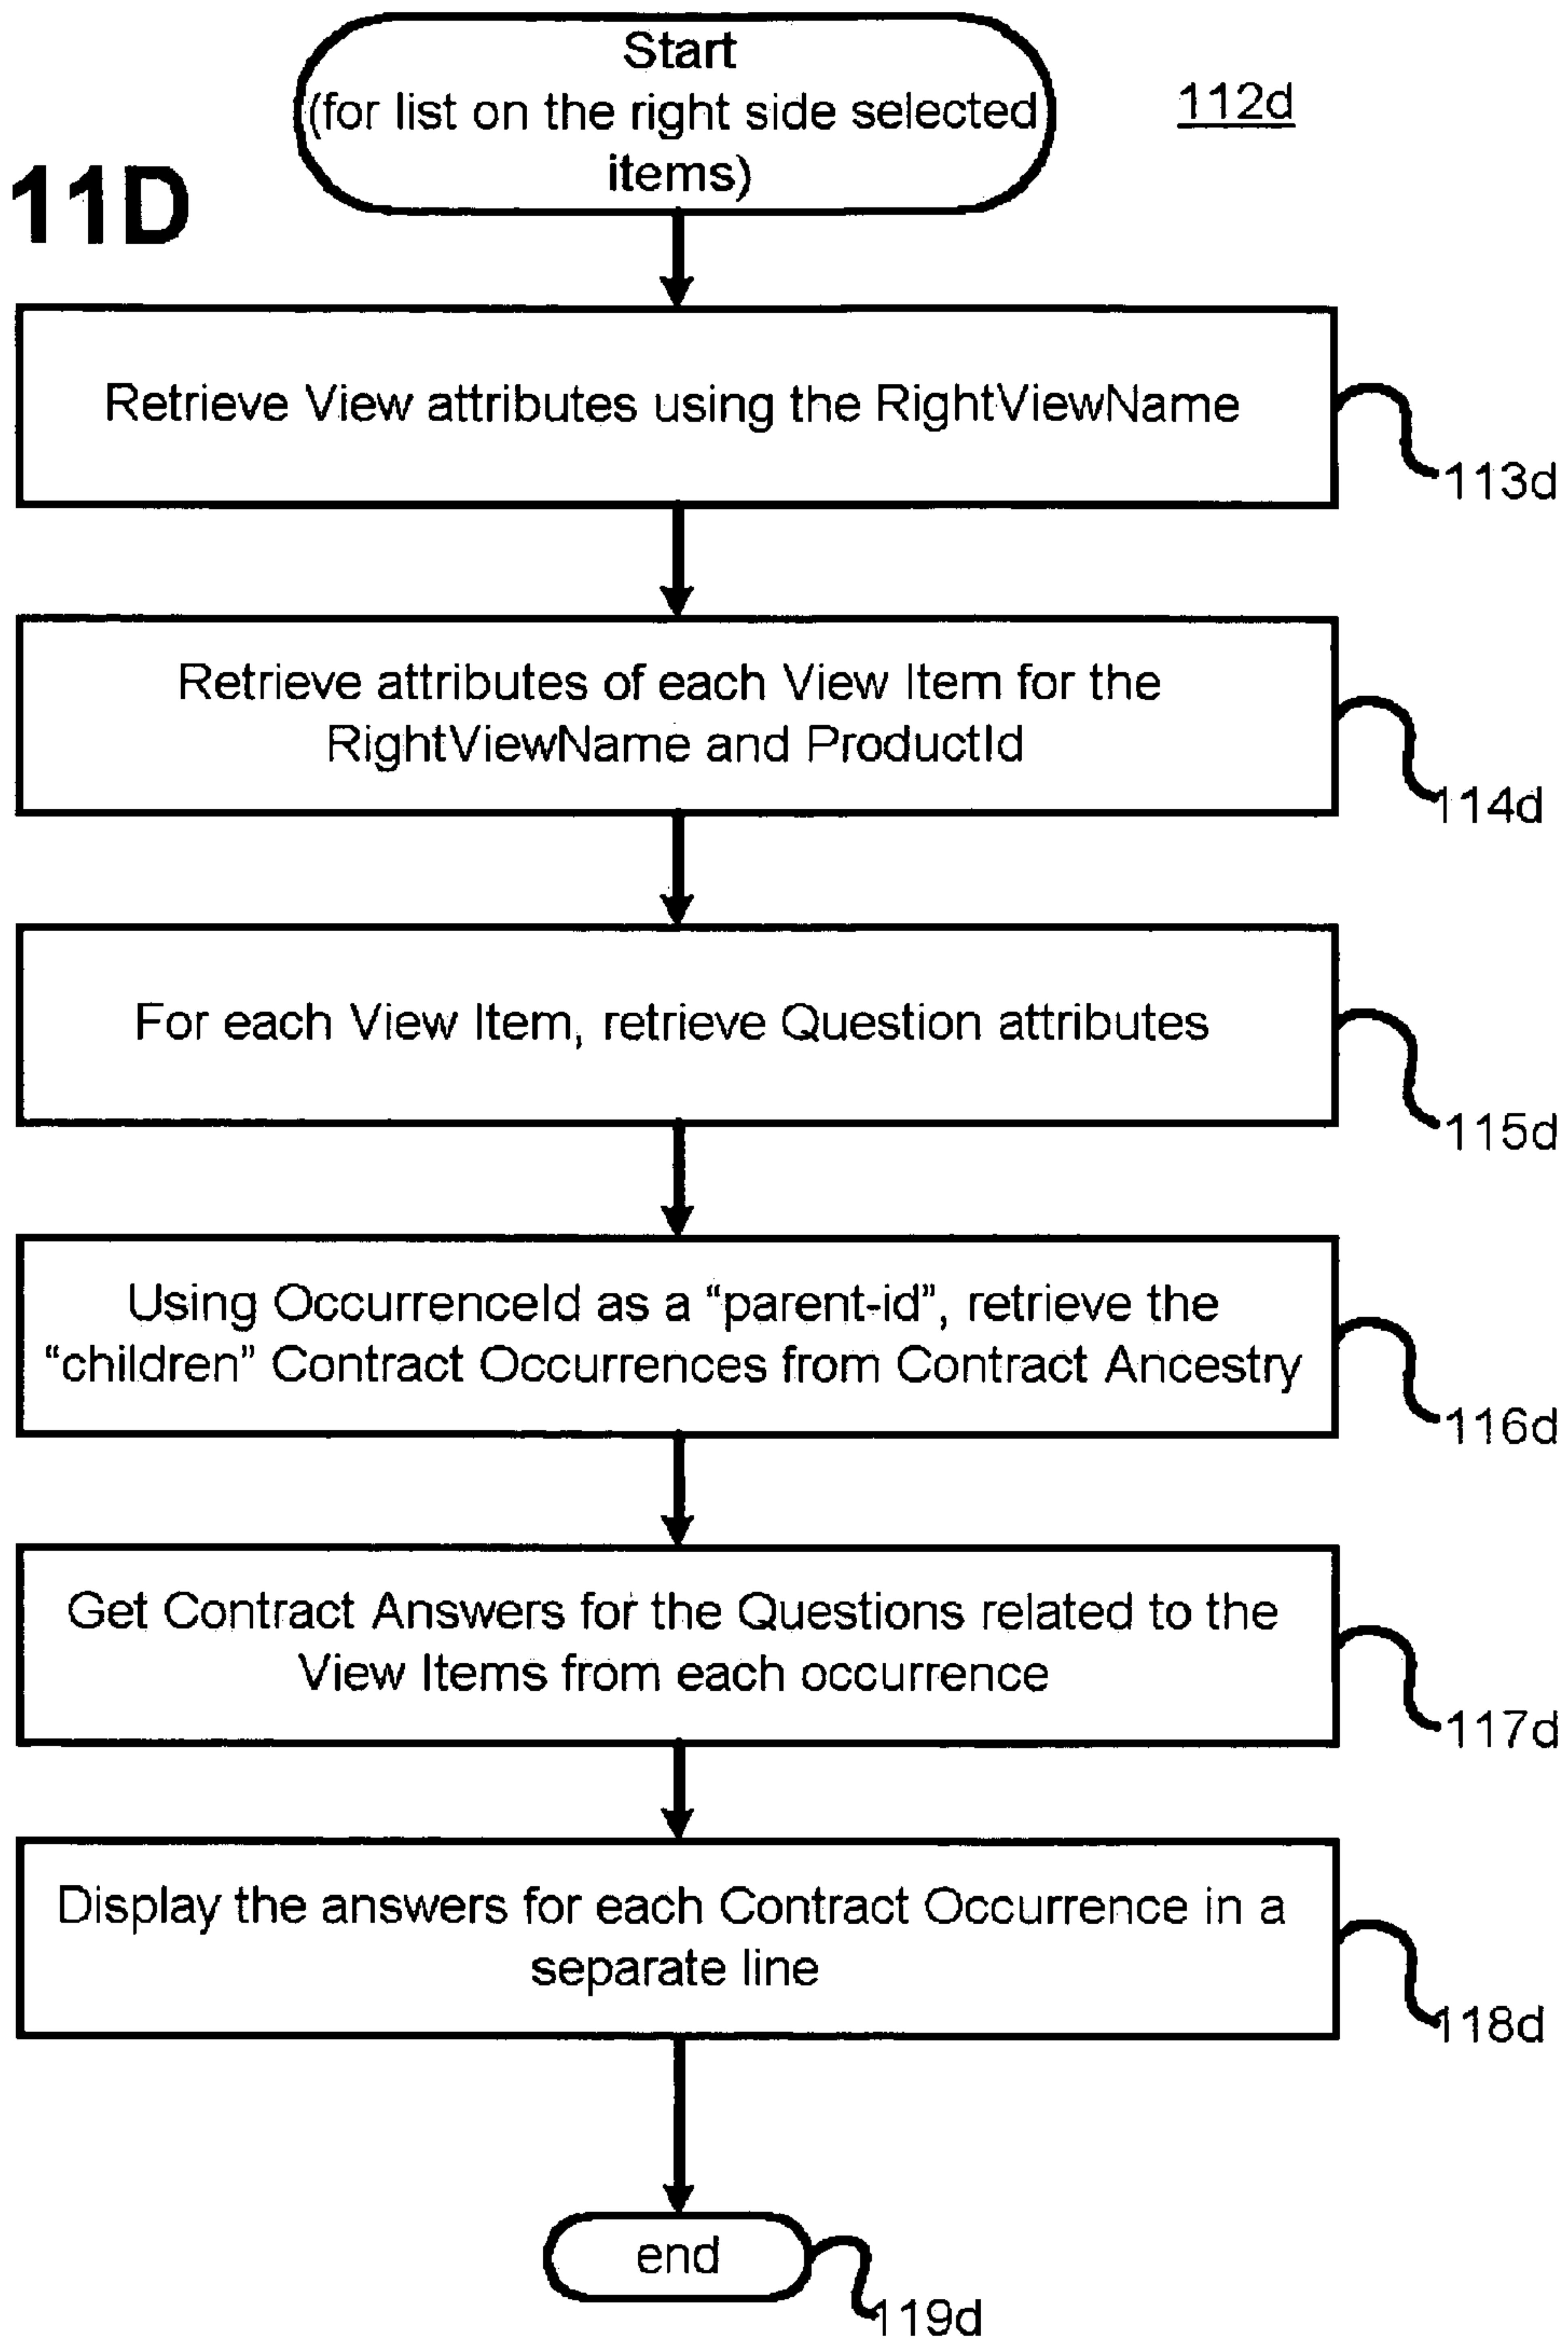 Start
(for list on the right side selected
items)
112d
11D
Retrieve View attributes using the RightViewName
113d
Retrieve attributes of each View Item for the
RightViewName and ProductId
114d
For each View Item, retrieve Question attributes
115d
Using OccurrenceId as a “parent-id”, retrieve the
“children” Contract Occurrences from Contract Ancestry
116d
Get Contract Answers for the Questions related to the
View Items from each occurrence
117d
Display the answers for each Contract Occurrence in a
separate line
118d
end
119d